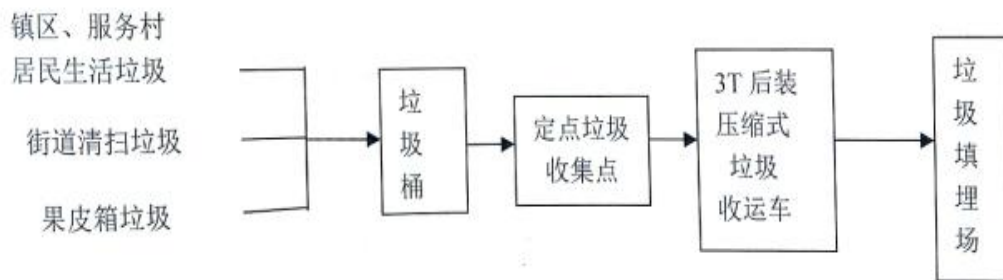 镇区、服务村
居民生活垃圾
街道清扫垃圾
果皮箱垃圾
垃
圾
桶
定点垃圾
收集点
3T 后装
压缩式
垃圾
收运车
垃
圾
填
埋
场